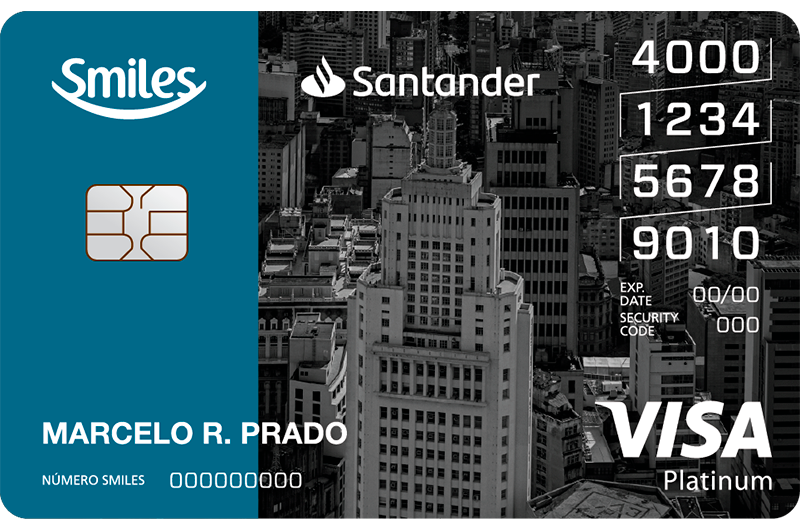 Smiles
Santander
4000
1234
5678
9010
EXP. DATE 00/00
SECURITY CODE 000
MARCELO R. PRADO
NÚMERO SMILES 000000000
VISA
Platinum